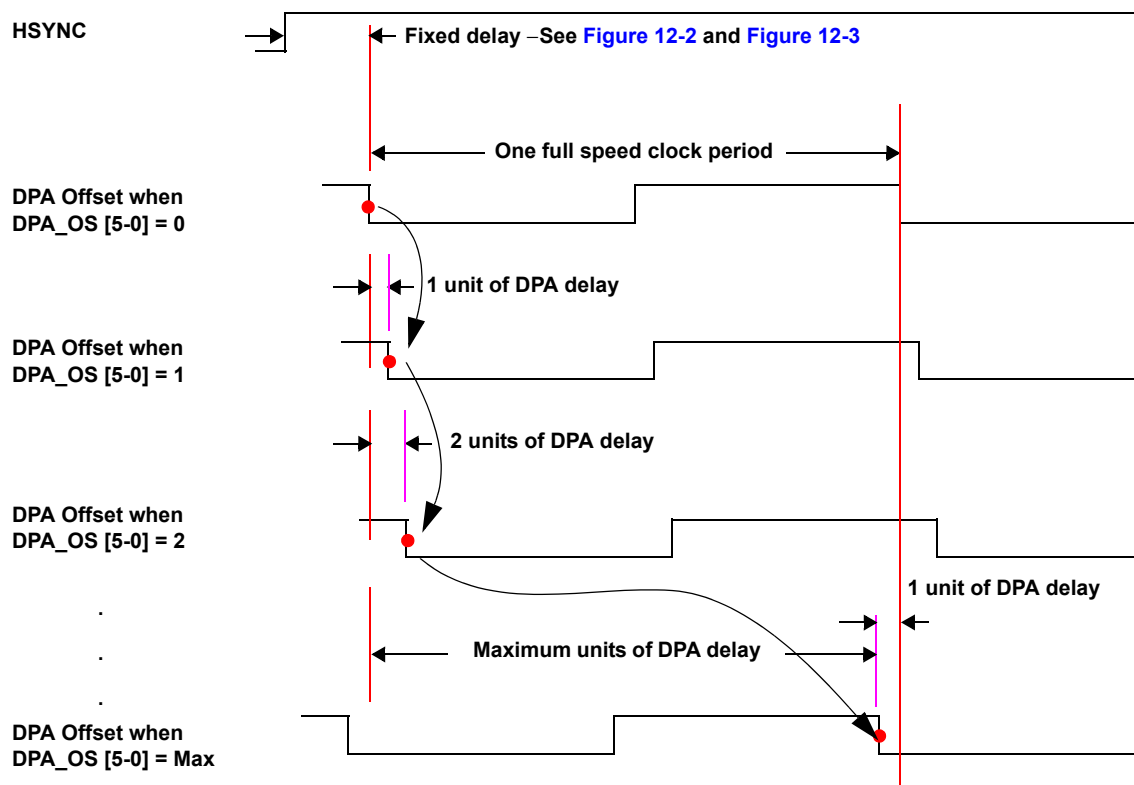 HSYNC
Fixed delay –See Figure 12-2 and Figure 12-3
One full speed clock period
DPA Offset when
DPA_OS [5-0] = 0
1 unit of DPA delay
DPA Offset when
DPA_OS [5-0] = 1
2 units of DPA delay
DPA Offset when
DPA_OS [5-0] = 2
1 unit of DPA delay
.
.
Maximum units of DPA delay
.
DPA Offset when
DPA_OS [5-0] = Max